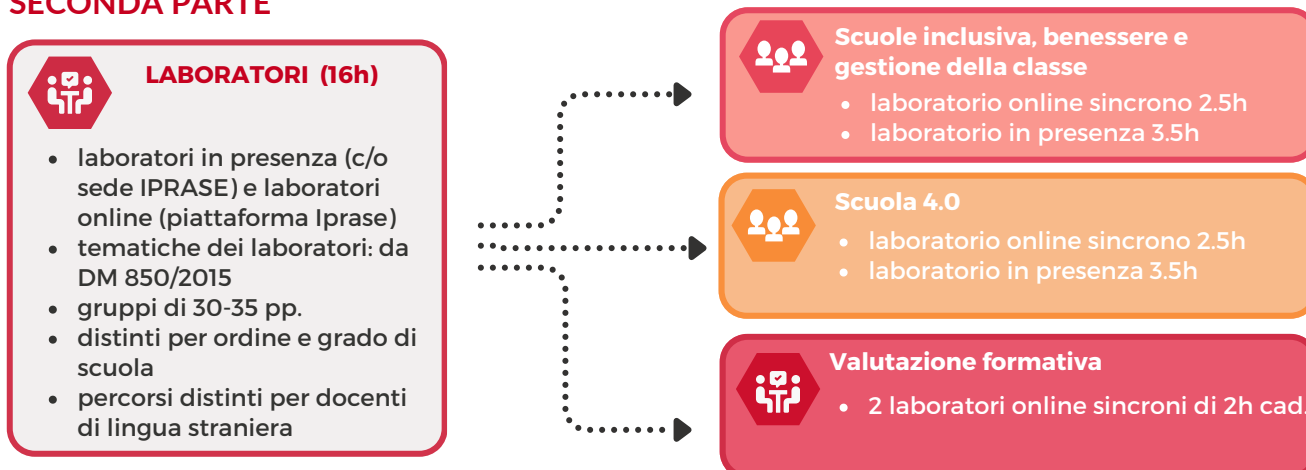 SECONDA PARTE
LABORATORI (16h)
• laboratori in presenza (c/o
sede IPRASE) e laboratori
online (piattaforma Iprase)
• tematiche dei laboratori: da
DM 850/2015
• gruppi di 30-35 pp.
• distinti per ordine e grado di
scuola
• percorsi distinti per docenti
di lingua straniera
Scuole inclusiva, benessere e
gestione della classe
• laboratorio online sincrono 2.5h
• laboratorio in presenza 3.5h
Scuola 4.0
• laboratorio online sincrono 2.5h
• laboratorio in presenza 3.5h
Valutazione formativa
• 2 laboratori online sincroni di 2h cad.